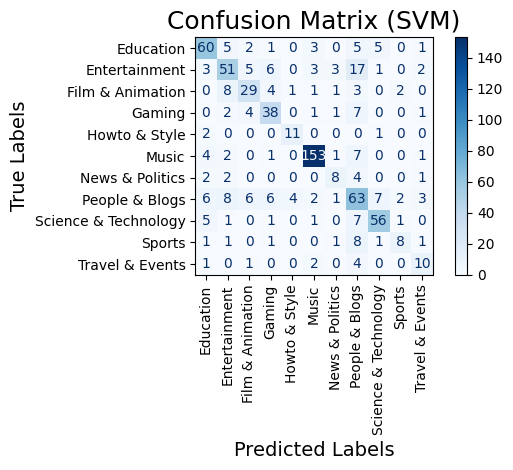 Confusion Matrix (SVM)
True Labels
Education 60 5 2 1 0 3 0 5 5 0 1
Entertainment 3 51 5 6 0 3 3 17 1 0 2
Film & Animation 0 8 29 4 1 1 1 3 0 2 0
Gaming 0 2 4 38 0 1 1 7 0 0 1
Howto & Style 2 0 0 0 11 0 0 0 1 0 0
Music 4 2 0 1 0 153 1 7 0 0 1
News & Politics 2 2 0 0 0 0 8 4 0 0 1
People & Blogs 6 8 6 6 4 2 1 63 7 2 3
Science & Technology 5 1 0 1 0 1 0 7 56 1 0
Sports 1 1 0 1 0 0 1 8 1 8 1
Travel & Events 1 0 1 0 0 2 0 4 0 0 10
Education
Entertainment
Film & Animation
Gaming
Howto & Style
Music
News & Politics
People & Blogs
Science & Technology
Sports
Travel & Events
Predicted Labels
140
120
100
80
60
40
20
0